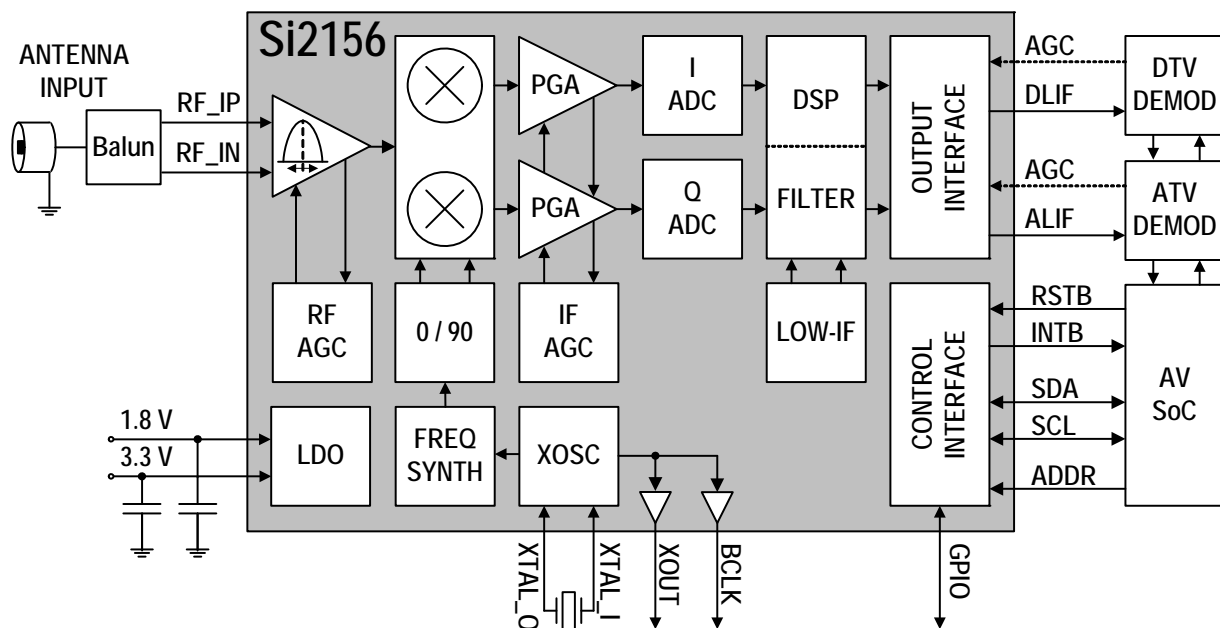 Si2156
ANTENNA
INPUT
RF_IP
RF_IN
Balun
PGA
PGA
I
ADC
Q
ADC
DSP
FILTER
OUTPUT
INTERFACE
AGC
DLIF
AGC
ALIF
DTV
DEMOD
ATV
DEMOD
RF
AGC
0 / 90
IF
AGC
LOW-IF
CONTROL
INTERFACE
RSTB
INTB
SDA
SCL
ADDR
AV
SoC
1.8 V
3.3 V
LDO
FREQ
SYNTH
XOSC
XTAL_O
XTAL_I
XOUT
BCLK
GPIO